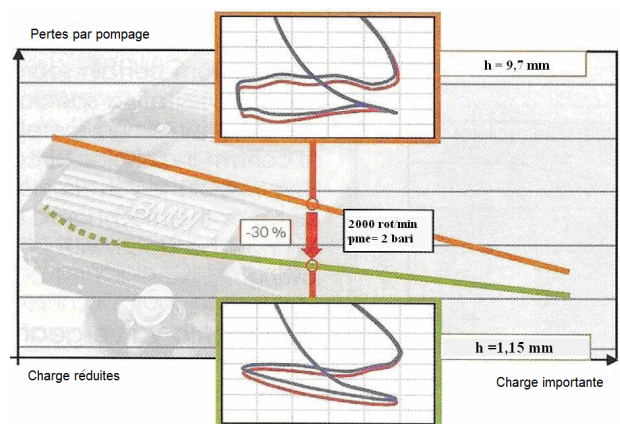 Pertes par pompage
h = 9,7 mm
2000 rot/min
pme= 2 bari
-30 %
BMW
h =1,15 mm
Charge réduites
Charge importante